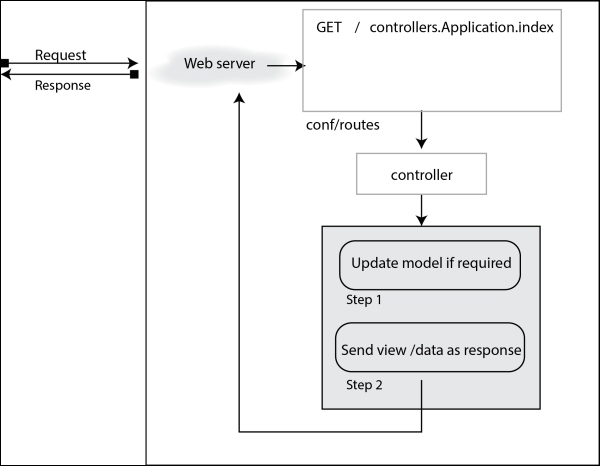 Request
Response
Web server
GET / controllers.Application.index
conf/routes
controller
Update model if required
Step 1
Send view /data as response
Step 2